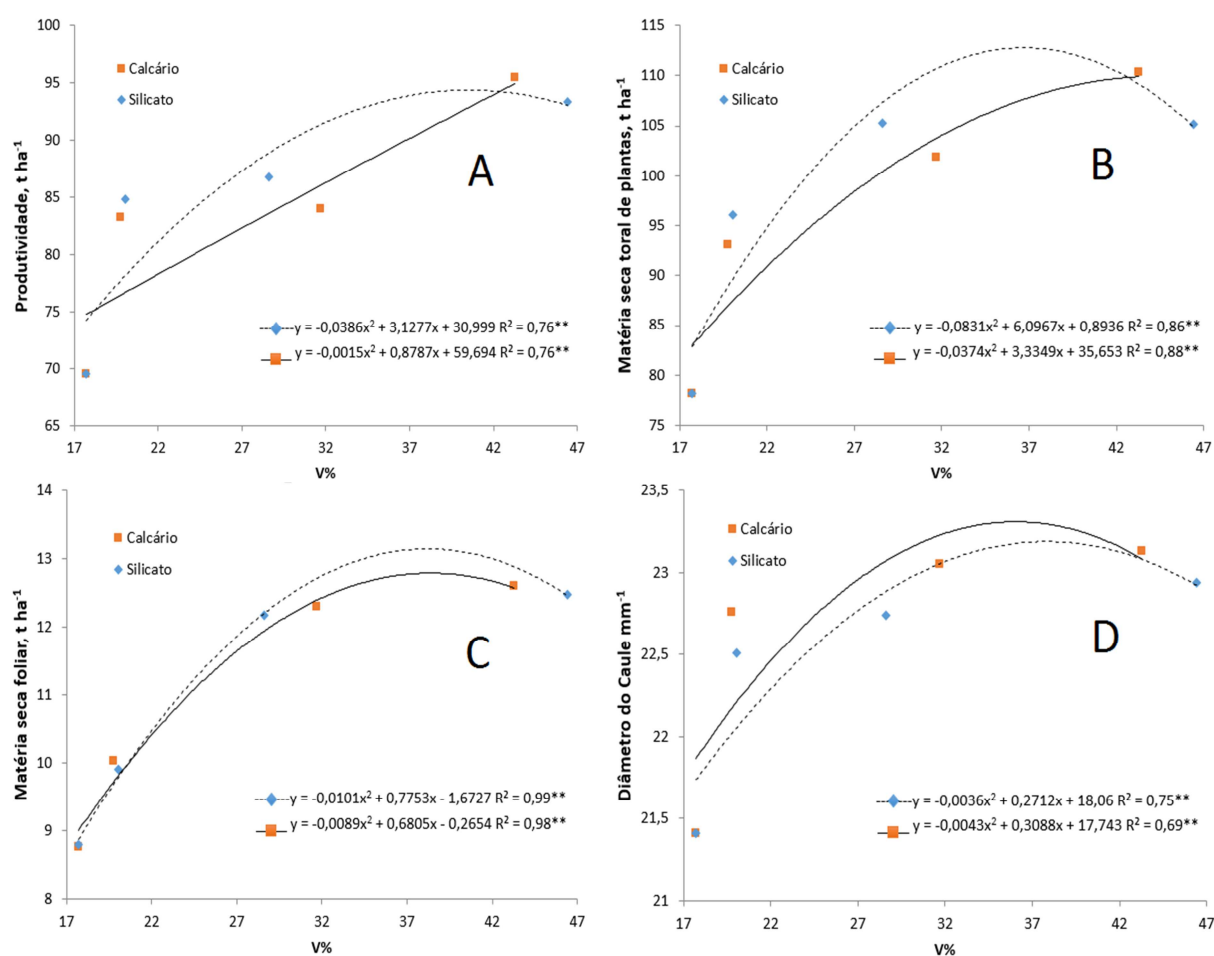 100
95
90
85
80
75
70
65
Produtividade, t ha⁻¹
Calcário
Silicato
A
y = -0,0386x² + 3,1277x + 30,999 R² = 0,76**
y = -0,0015x² + 0,8787x + 59,694 R² = 0,76**
17 22 27 32 37 42 47
V%
115
110
105
100
95
90
85
80
75
Matéria seca toral de plantas, t ha⁻¹
Calcário
Silicato
B
y = -0,0831x² + 6,0967x + 0,8936 R² = 0,86**
y = -0,0374x² + 3,3349x + 35,653 R² = 0,88**
17 22 27 32 37 42 47
V%
14
13
12
11
10
9
8
Matéria seca foliar, t ha⁻¹
Calcário
Silicato
C
y = -0,0101x² + 0,7753x - 1,6727 R² = 0,99**
y = -0,0089x² + 0,6805x - 0,2654 R² = 0,98**
17 22 27 32 37 42 47
V%
23,5
23
22,5
22
21,5
21
Diâmetro do Caule mm⁻¹
Calcário
Silicato
D
y = -0,0036x² + 0,2712x + 18,06 R² = 0,75**
y = -0,0043x² + 0,3088x + 17,743 R² = 0,69**
17 22 27 32 37 42 47
V%